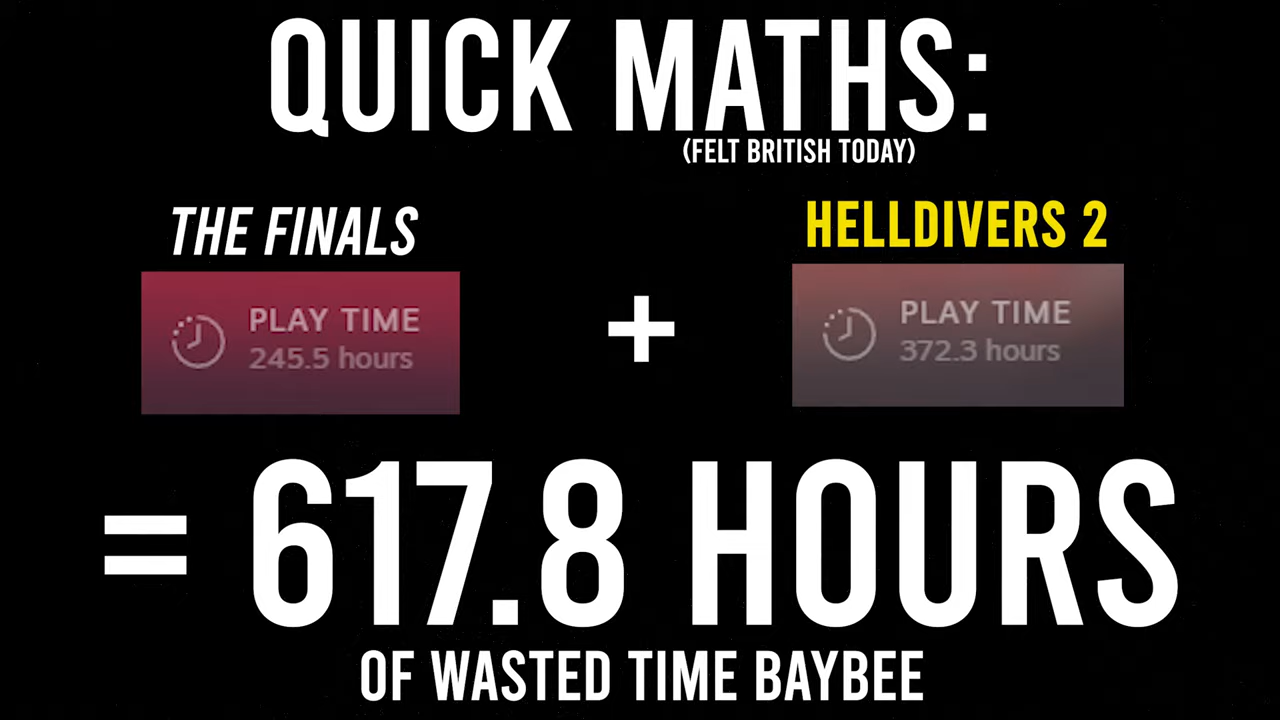 QUICK MATHS:
(FELT BRITISH TODAY)
THE FINALS
PLAY TIME
245.5 hours
+
HELLDIVERS 2
PLAY TIME
372.3 hours
= 617.8 HOURS
OF WASTED TIME BAYBEE